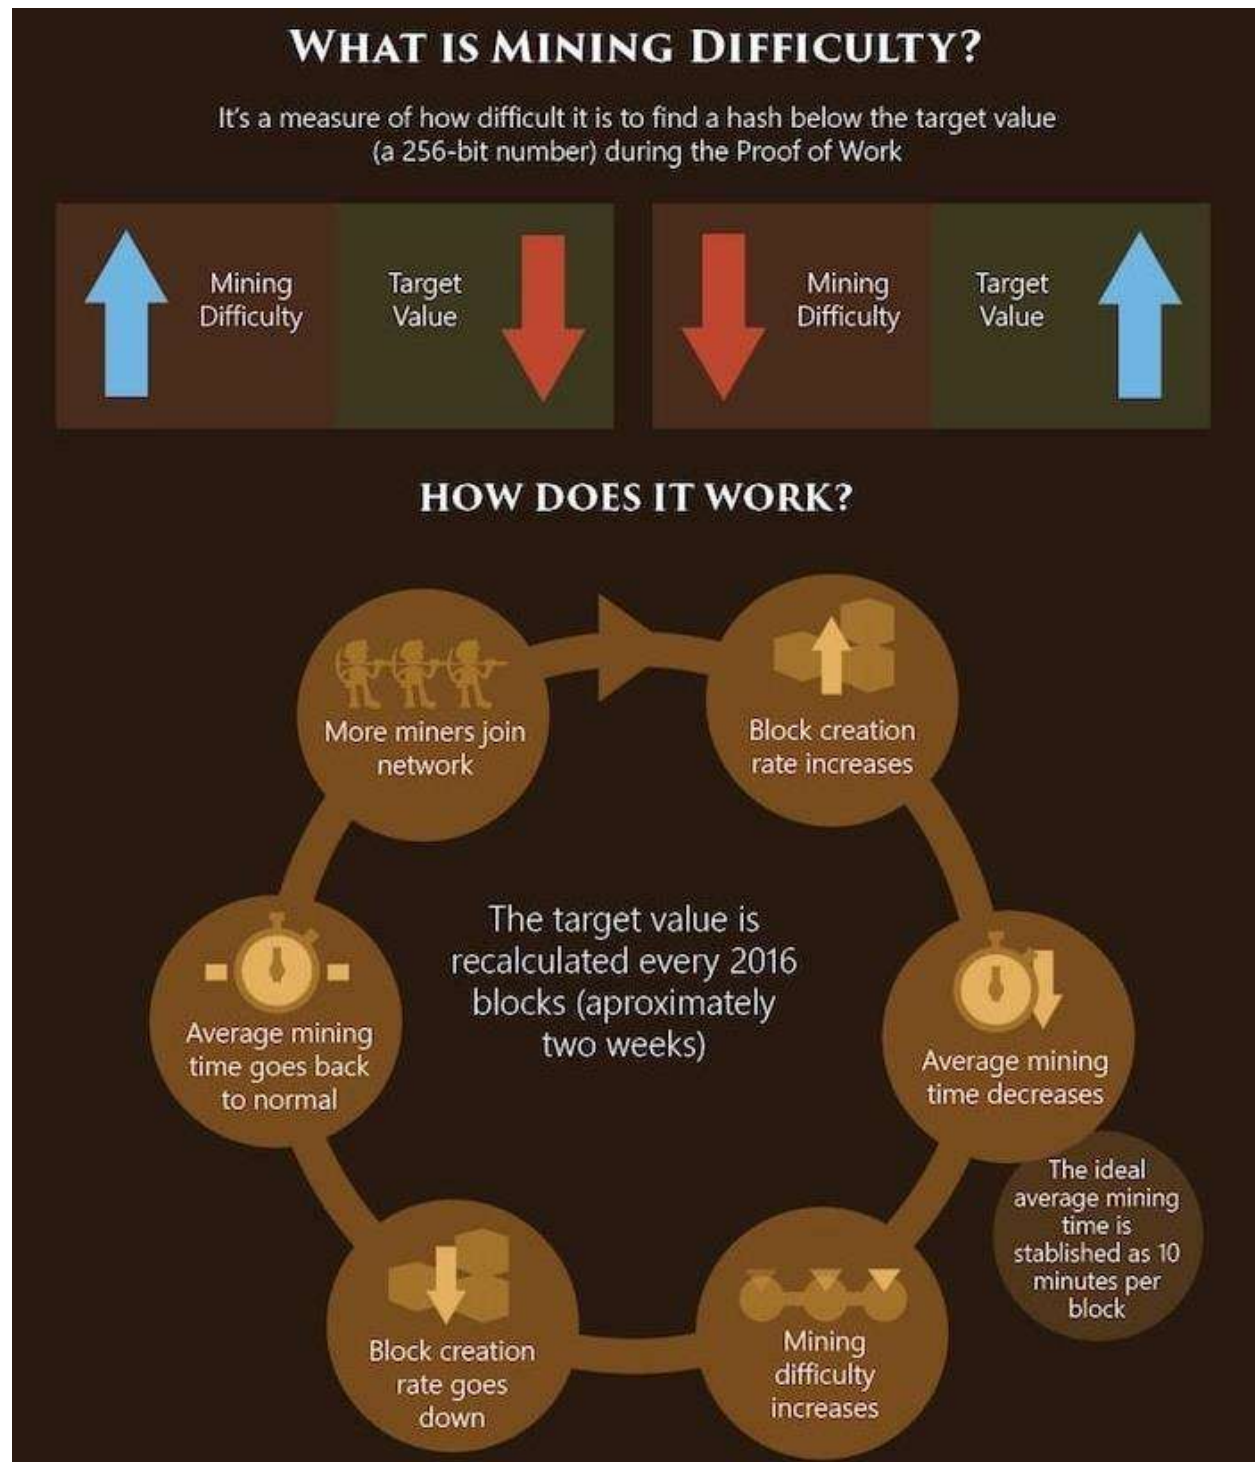 WHAT IS MINING DIFFICULTY?
It's a measure of how difficult it is to find a hash below the target value
(a 256-bit number) during the Proof of Work
Mining
Difficulty
Target
Value
Mining
Difficulty
Target
Value
HOW DOES IT WORK?
More miners join
network
Block creation
rate increases
The target value is
recalculated every 2016
blocks (aproximately
two weeks)
Average mining
time decreases
The ideal
average mining
time is
stablished as 10
minutes per
block
Mining
difficulty
increases
Block creation
rate goes
down
Average mining
time goes back
to normal